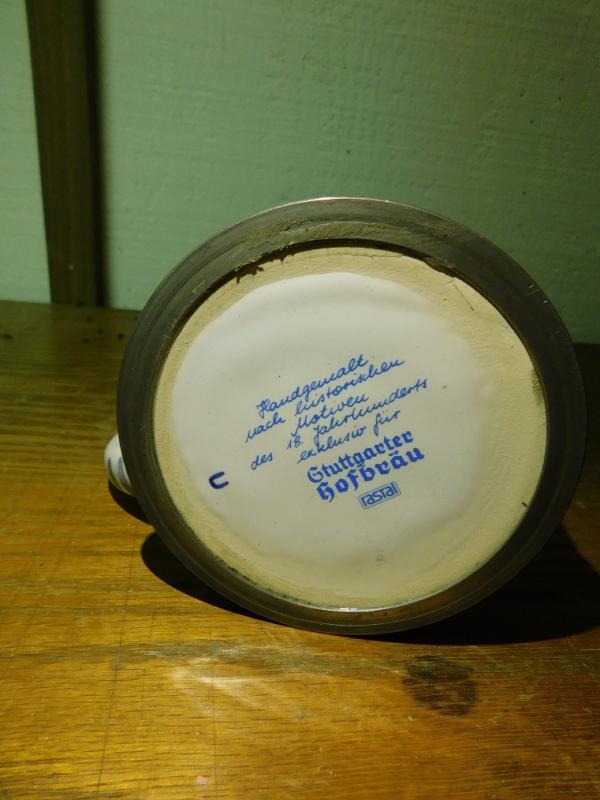 Handgemalt
nach historischen
Motiven
des 18. Jahrhunderts
exklusiv für
Stuttgarter
Hofbräu
rastal
C